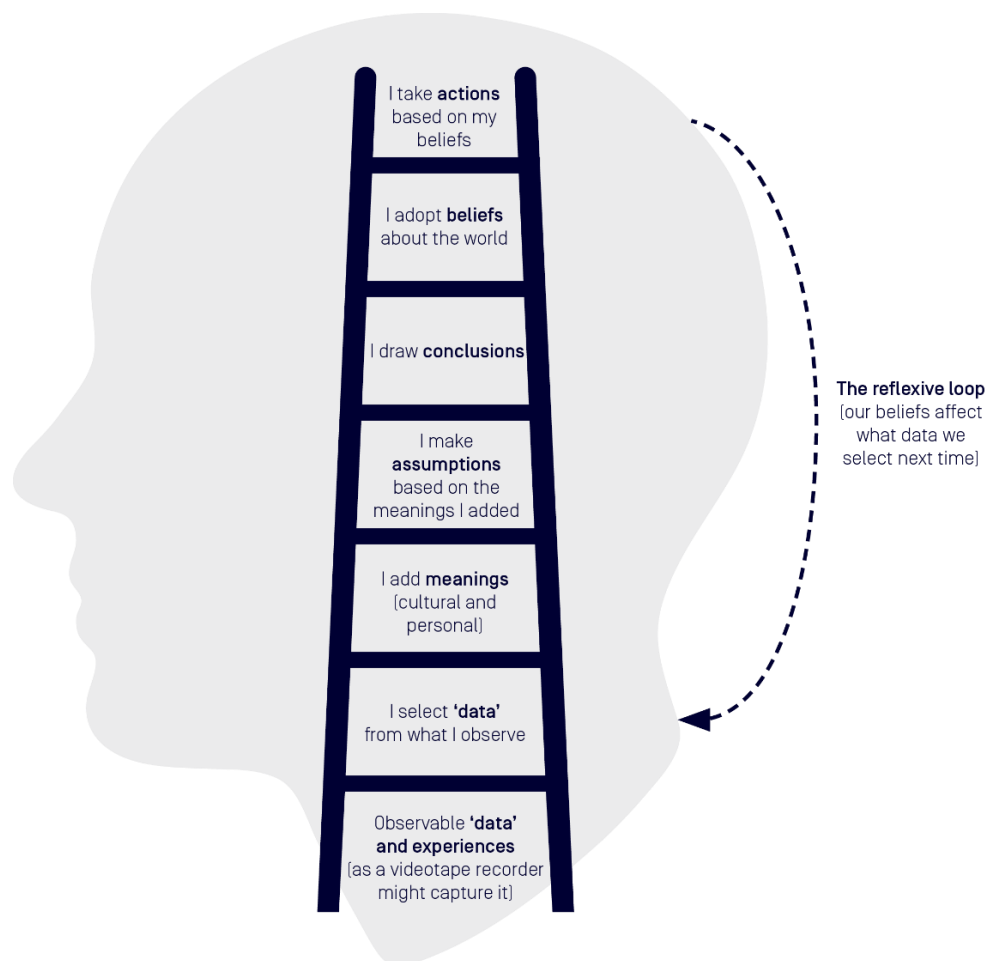 I take actions
based on my
beliefs
I adopt beliefs
about the world
I draw conclusions
I make
assumptions
based on the
meanings I added
I add meanings
(cultural and
personal)
I select ‘data’
from what I observe
Observable ‘data’
and experiences
(as a videotape recorder
might capture it)
The reflexive loop
(our beliefs affect
what data we
select next time)